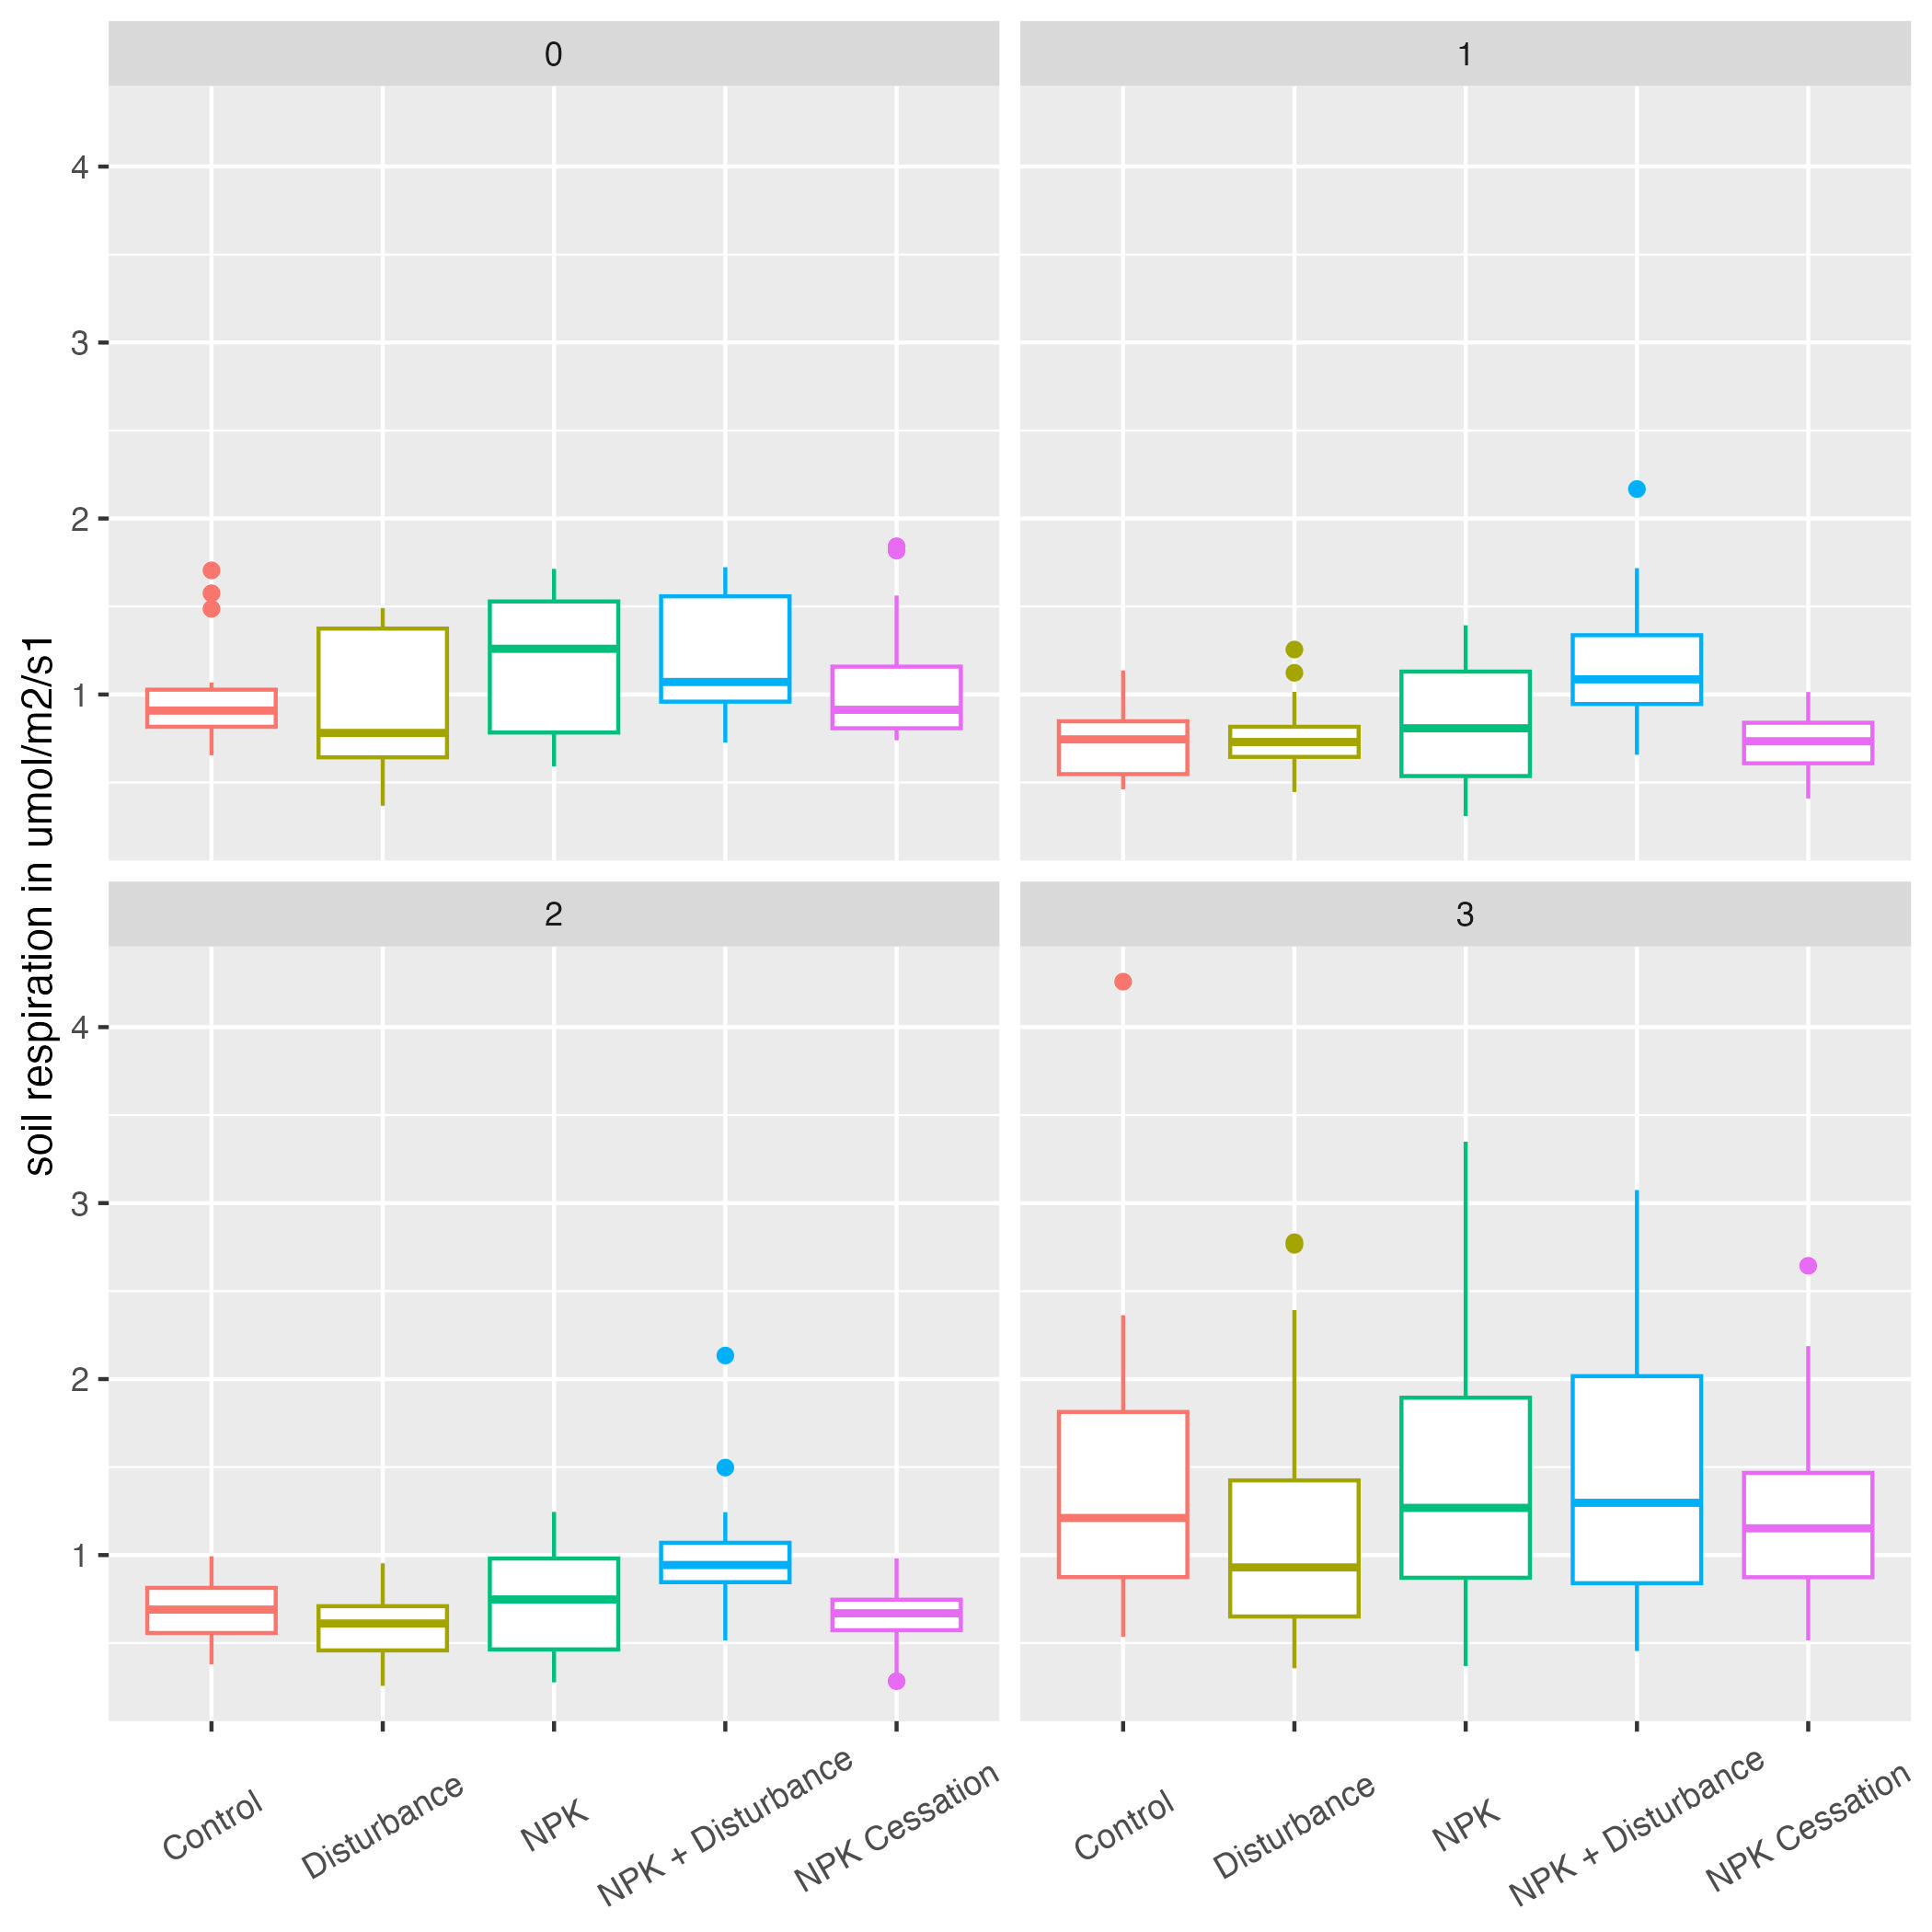 0
1
4
3
2
1
soil respiration in umol/m2/s1
2
3
4
3
2
1
Control
Disturbance
NPK
NPK + Disturbance
NPK Cessation
Control
Disturbance
NPK
NPK + Disturbance
NPK Cessation